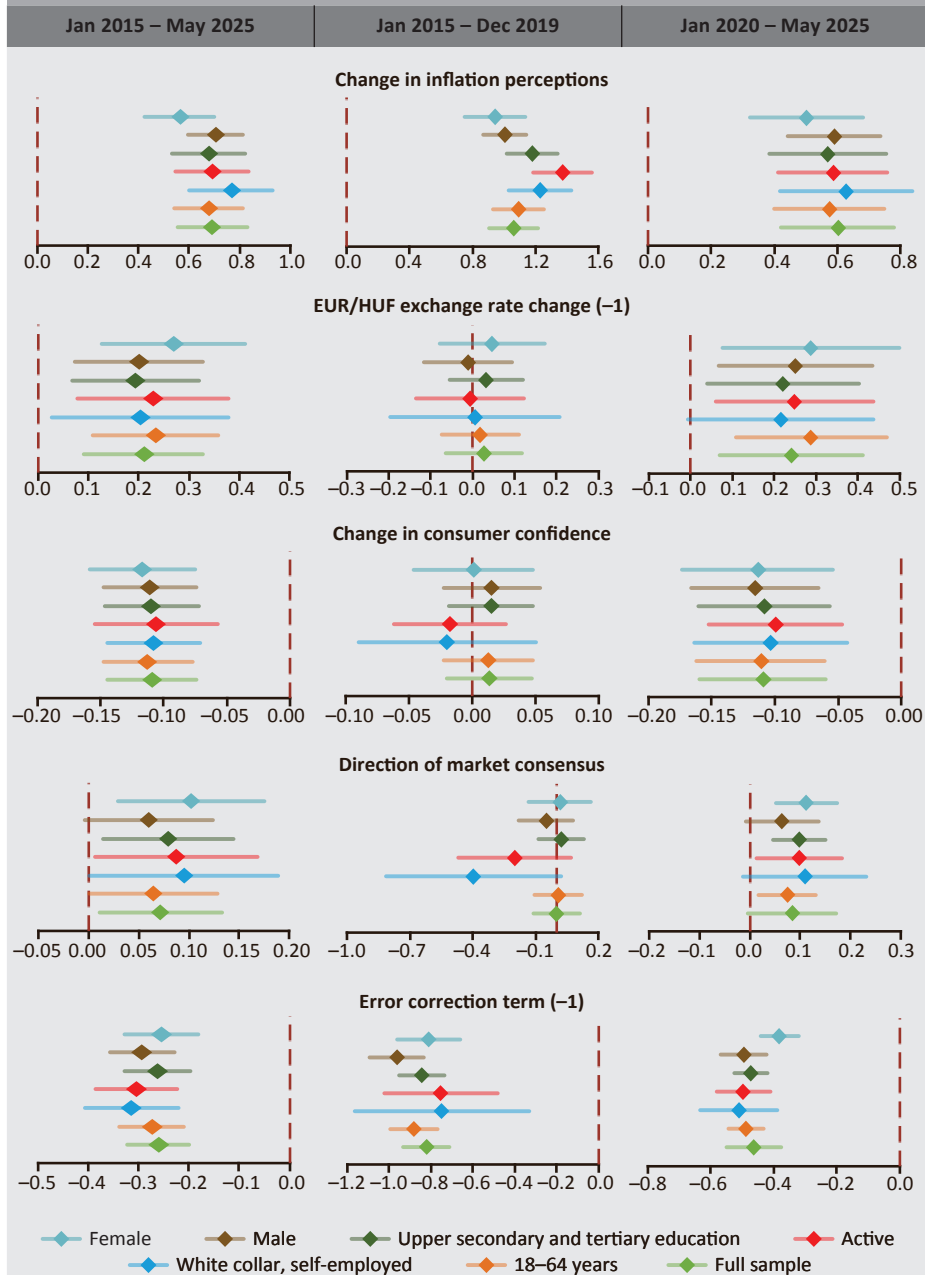 Jan 2015 – May 2025 Jan 2015 – Dec 2019 Jan 2020 – May 2025
Change in inflation perceptions
0.0 0.2 0.4 0.6 0.8 1.0 0.0 0.4 0.8 1.2 1.6 0.0 0.2 0.4 0.6 0.8
EUR/HUF exchange rate change (–1)
0.0 0.1 0.2 0.3 0.4 0.5 –0.3 –0.2 –0.1 0.0 0.1 0.2 0.3 –0.1 0.0 0.1 0.2 0.3 0.4 0.5
Change in consumer confidence
–0.20 –0.15 –0.10 –0.05 0.00 –0.10 –0.05 0.00 0.05 0.10 –0.20 –0.15 –0.10 –0.05 0.00
Direction of market consensus
–0.05 0.00 0.05 0.10 0.15 0.20 –1.0 –0.7 –0.4 –0.1 0.2 –0.2 –0.1 0.0 0.1 0.2 0.3
Error correction term (–1)
–0.5 –0.4 –0.3 –0.2 –0.1 0.0 –1.2 –1.0 –0.8 –0.6 –0.4 –0.2 0.0 –0.8 –0.6 –0.4 –0.2 0.0
Female Male Upper secondary and tertiary education Active
White collar, self-employed 18–64 years Full sample